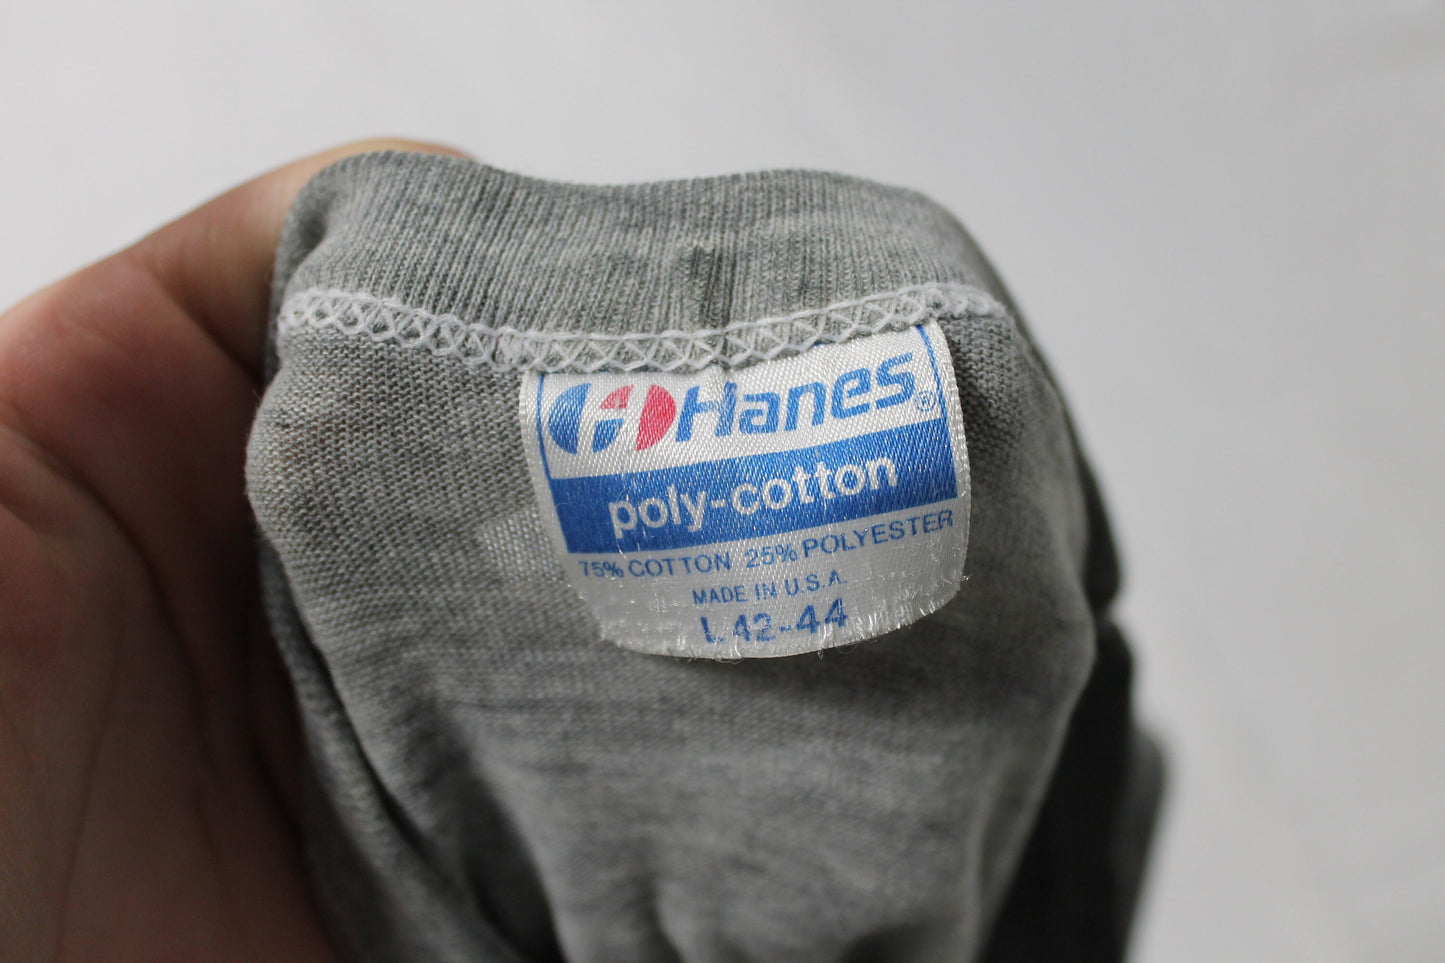 Hanes®
poly-cotton
75% COTTON 25% POLYESTER
MADE IN U.S.A.
L 42-44